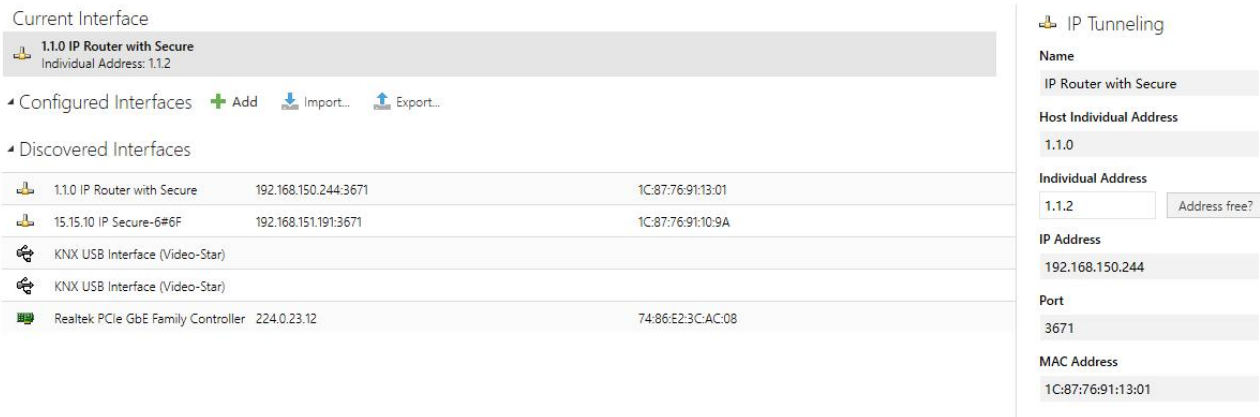 Current Interface
1.1.0 IP Router with Secure
Individual Address: 1.1.2
Configured Interfaces Add Import... Export...
Discovered Interfaces
1.1.0 IP Router with Secure 192.168.150.244:3671 1C:87:76:91:13:01
15.15.10 IP Secure-6#6F 192.168.151.191:3671 1C:87:76:91:10:9A
KNX USB Interface (Video-Star)
KNX USB Interface (Video-Star)
Realtek PCIe GbE Family Controller 224.0.23.12 74:86:E2:3C:AC:08
IP Tunneling
Name
IP Router with Secure
Host Individual Address
1.1.0
Individual Address
1.1.2 Address free?
IP Address
192.168.150.244
Port
3671
MAC Address
1C:87:76:91:13:01